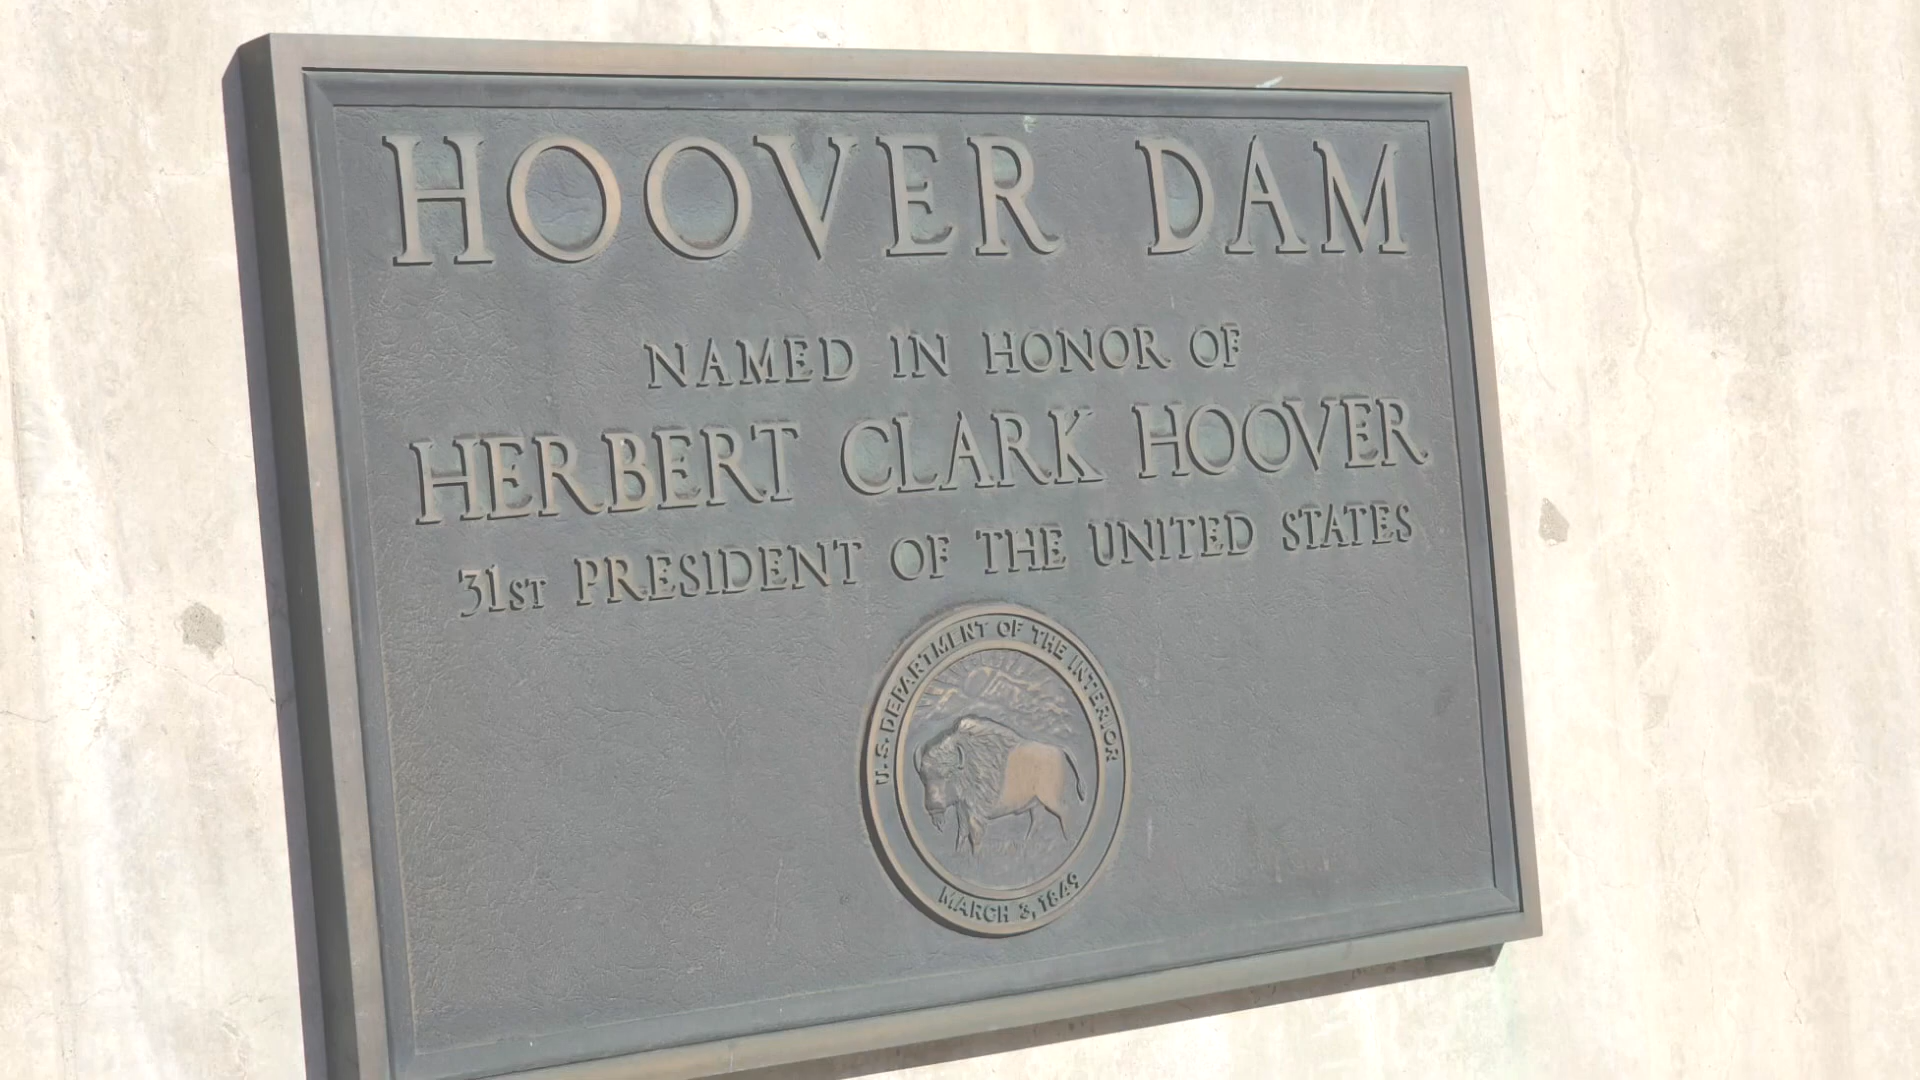 HOOVER DAM
NAMED IN HONOR OF
HERBERT CLARK HOOVER
31ST PRESIDENT OF THE UNITED STATES
U.S. DEPARTMENT OF THE INTERIOR
MARCH 3, 1849